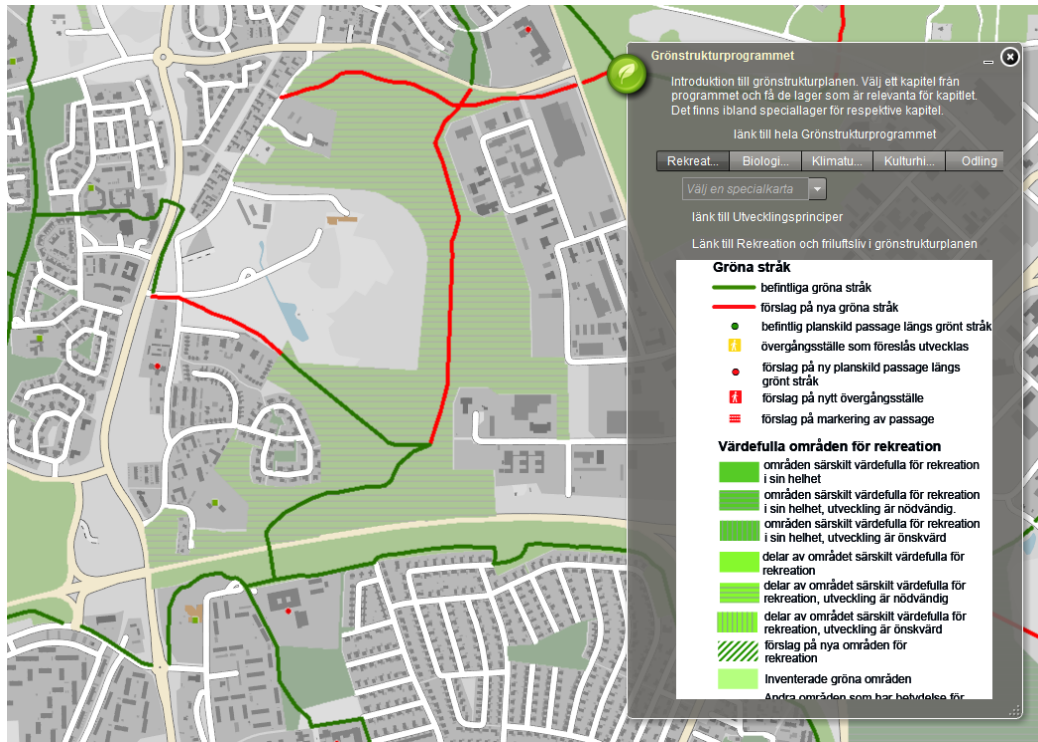 Grönstrukturprogrammet
Introduktion till grönstrukturplanen. Välj ett kapitel från
programmet och få de lager som är relevanta för kapitlet.
Det finns ibland speciallager för respektive kapitel.
länk till hela Grönstrukturprogrammet
Rekreat... Biologi... Klimatu... Kulturhi... Odling
Välj en specialkarta
länk till Utvecklingsprinciper
Länk till Rekreation och friluftsliv i grönstrukturplanen
Gröna stråk
befintliga gröna stråk
förslag på nya gröna stråk
befintlig planskild passage längs grönt stråk
övergångsställe som föreslås utvecklas
förslag på ny planskild passage längs
grönt stråk
förslag på nytt övergångsställe
förslag på markering av passage
Värdefulla områden för rekreation
områden särskilt värdefulla för rekreation
i sin helhet
områden särskilt värdefulla för rekreation
i sin helhet, utveckling är nödvändig.
områden särskilt värdefulla för rekreation
i sin helhet, utveckling är önskvärd
delar av området särskilt värdefulla för
rekreation
delar av området särskilt värdefulla för
rekreation, utveckling är nödvändig
delar av området särskilt värdefulla för
rekreation, utveckling är önskvärd
förslag på nya områden för
rekreation
Inventerade gröna områden
Andra områden som har betydelse för